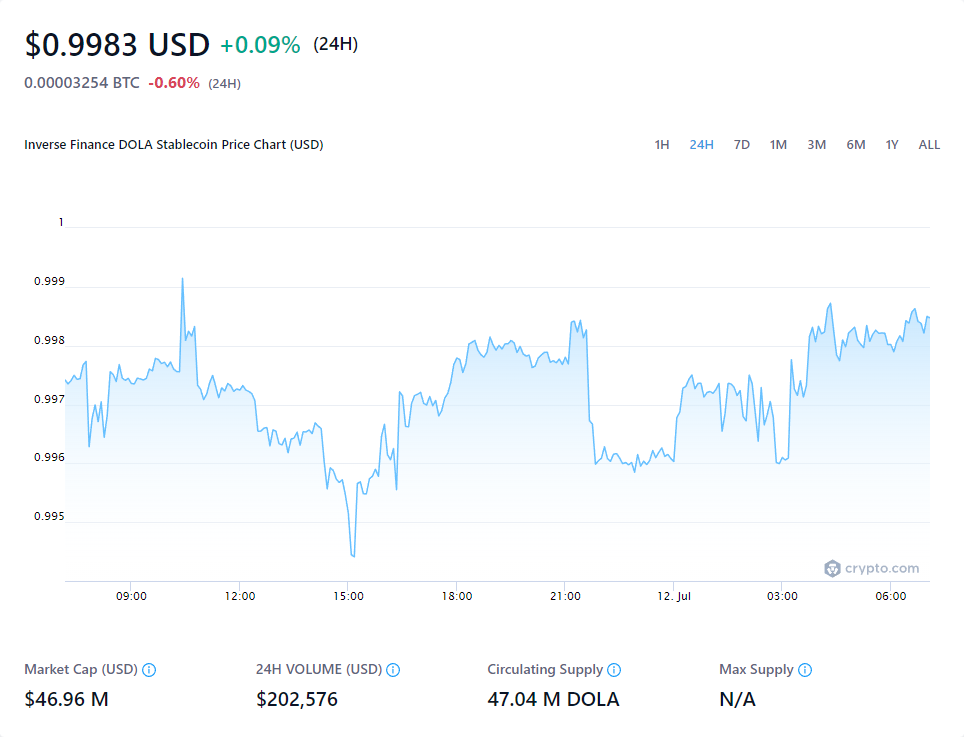 $0.9983 USD +0.09% (24H)
0.00003254 BTC -0.60% (24H)
Inverse Finance DOLA Stablecoin Price Chart (USD) 1H 24H 7D 1M 3M 6M 1Y ALL
1
0.999
0.998
0.997
0.996
0.995
crypto.com
09:00 12:00 15:00 18:00 21:00 12. Jul 03:00 06:00
Market Cap (USD) 24H VOLUME (USD) Circulating Supply Max Supply
$46.96 M $202,576 47.04 M DOLA N/A